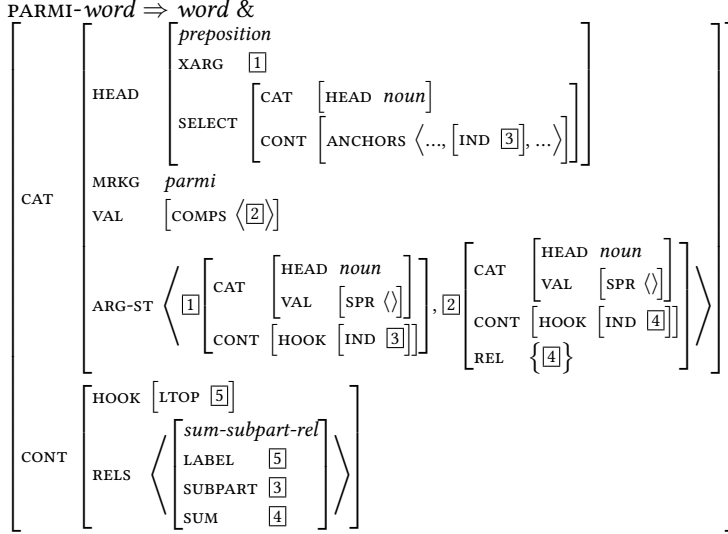 PARMI-word ⇒ word &
preposition
XARG 1
HEAD
CAT [HEAD noun]
SELECT
CONT [ANCHORS ⟨…, [IND 3], …⟩]
MRKG parmi
CAT
VAL [COMPS ⟨2⟩]
HEAD noun HEAD noun
CAT CAT
VAL [SPR ⟨⟩] VAL [SPR ⟨⟩]
ARG-ST ⟨ 1 , 2 ⟩
CONT [HOOK [IND 3]] CONT [HOOK [IND 4]]
REL {4}
HOOK [LTOP 5]
sum-subpart-rel
CONT LABEL 5
RELS
SUBPART 3
SUM 4